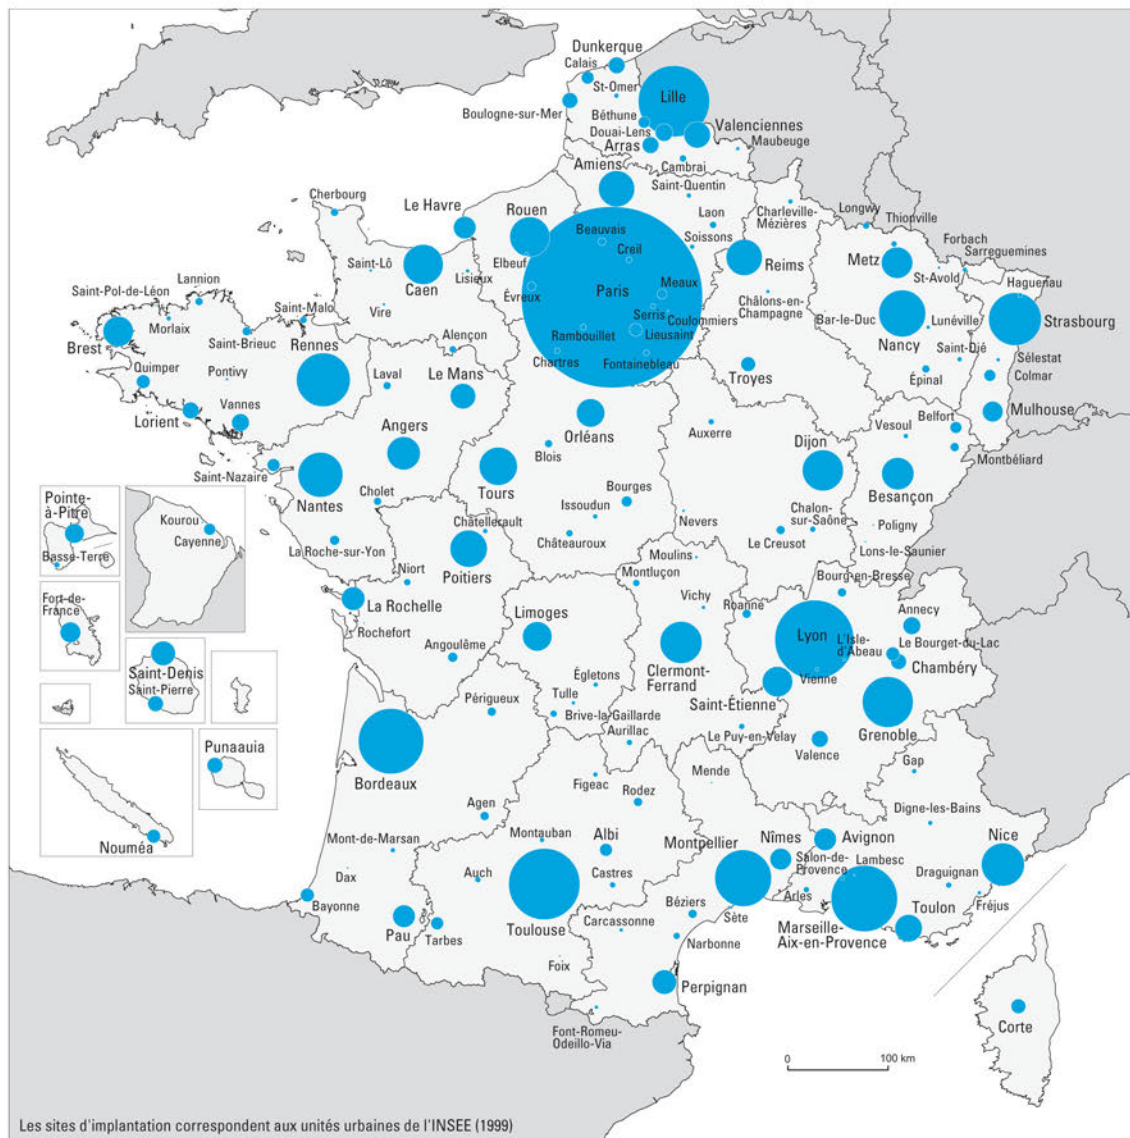 Dunkerque
Calais
St-Omer
Lille
Boulogne-sur-Mer
Béthune
Valenciennes
Douai-Lens
Arras
Maubeuge
Cambrai
Amiens
Saint-Quentin
Cherbourg
Le Havre
Rouen
Laon
Charleville-
Mézières
Longwy
Thionville
Beauvais
Soissons
Creil
Forbach
Sarreguemines
Saint-Lô
Elbeuf
Lisieux
Caen
Reims
Metz
St-Avold
Haguenau
Lannion
Saint-Pol-de-Léon
Évreux
Paris
Meaux
Saint-Malo
Vire
Châlons-en-
Champagne
Serris
Coulommiers
Bar-le-Duc
Lunéville
Strasbourg
Morlaix
Brest
Saint-Brieuc
Alençon
Rambouillet
Lieusaint
Nancy
Saint-Dié
Rennes
Chartres
Fontainebleau
Sélestat
Quimper
Pontivy
Laval
Le Mans
Troyes
Épinal
Colmar
Lorient
Vannes
Mulhouse
Belfort
Angers
Orléans
Auxerre
Vesoul
Dijon
Blois
Montbéliard
Saint-Nazaire
Nantes
Cholet
Tours
Bourges
Besançon
Pointe-
à-Pitre
Issoudun
Nevers
Chalon-
sur-Saône
Kourou
Cayenne
Châtellerault
Poligny
Basse-Terre
La Roche-sur-Yon
Châteauroux
Le Creusot
Lons-le-Saunier
Moulins
Poitiers
Niort
Montluçon
Bourg-en-Bresse
Fort-de-
France
La Rochelle
Vichy
Roanne
Annecy
Limoges
Rochefort
Lyon
L'Isle-
d'Abeau
Le Bourget-du-Lac
Angoulême
Chambéry
Saint-Denis
Clermont-
Ferrand
Vienne
Saint-Pierre
Égletons
Tulle
Saint-Étienne
Périgueux
Brive-la-Gaillarde
Aurillac
Le Puy-en-Velay
Grenoble
Valence
Punaauia
Bordeaux
Figeac
Mende
Gap
Rodez
Agen
Digne-les-Bains
Nouméa
Mont-de-Marsan
Montauban
Albi
Montpellier
Nîmes
Avignon
Nice
Salon-de-
Provence
Lambesc
Dax
Auch
Castres
Draguignan
Bayonne
Béziers
Arles
Fréjus
Toulon
Carcassonne
Sète
Marseille-
Aix-en-Provence
Pau
Tarbes
Toulouse
Narbonne
Foix
Perpignan
Corte
Font-Romeu-
Odeillo-Via
0 100 km
Les sites d'implantation correspondent aux unités urbaines de l'INSEE (1999)